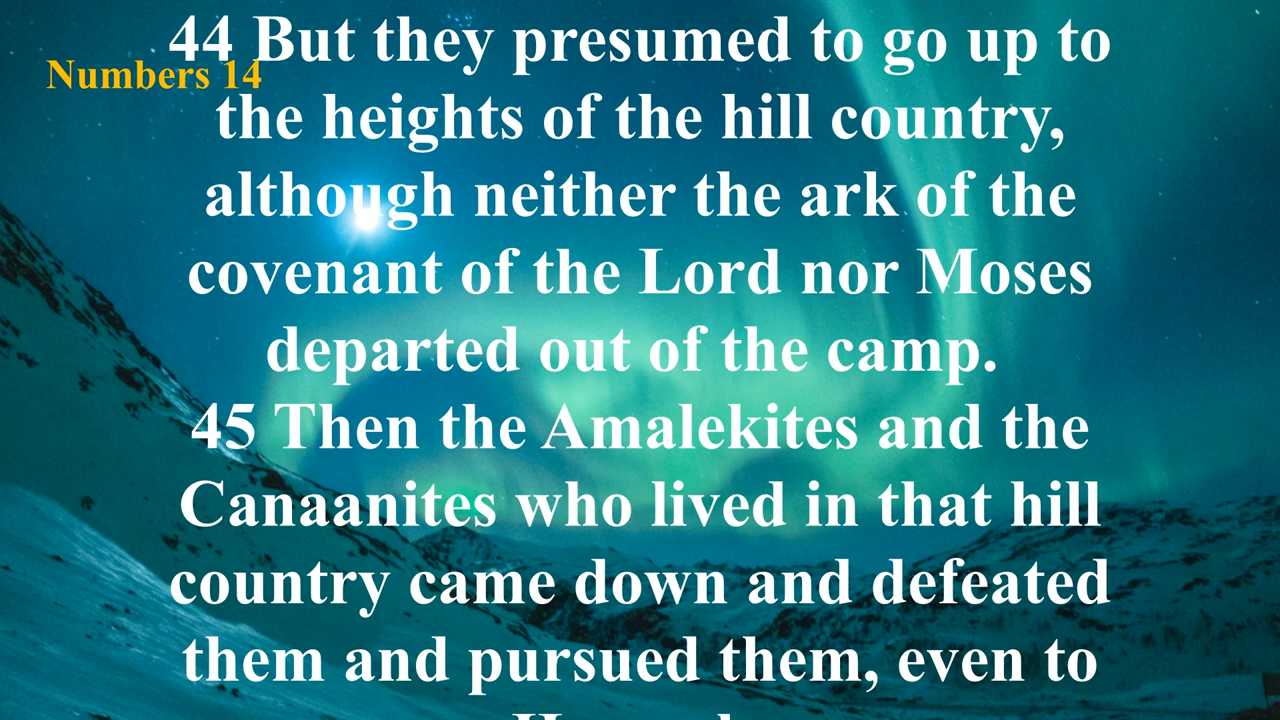 44 But they presumed to go up to
Numbers 14
the heights of the hill country,
although neither the ark of the
covenant of the Lord nor Moses
departed out of the camp.
45 Then the Amalekites and the
Canaanites who lived in that hill
country came down and defeated
them and pursued them, even to